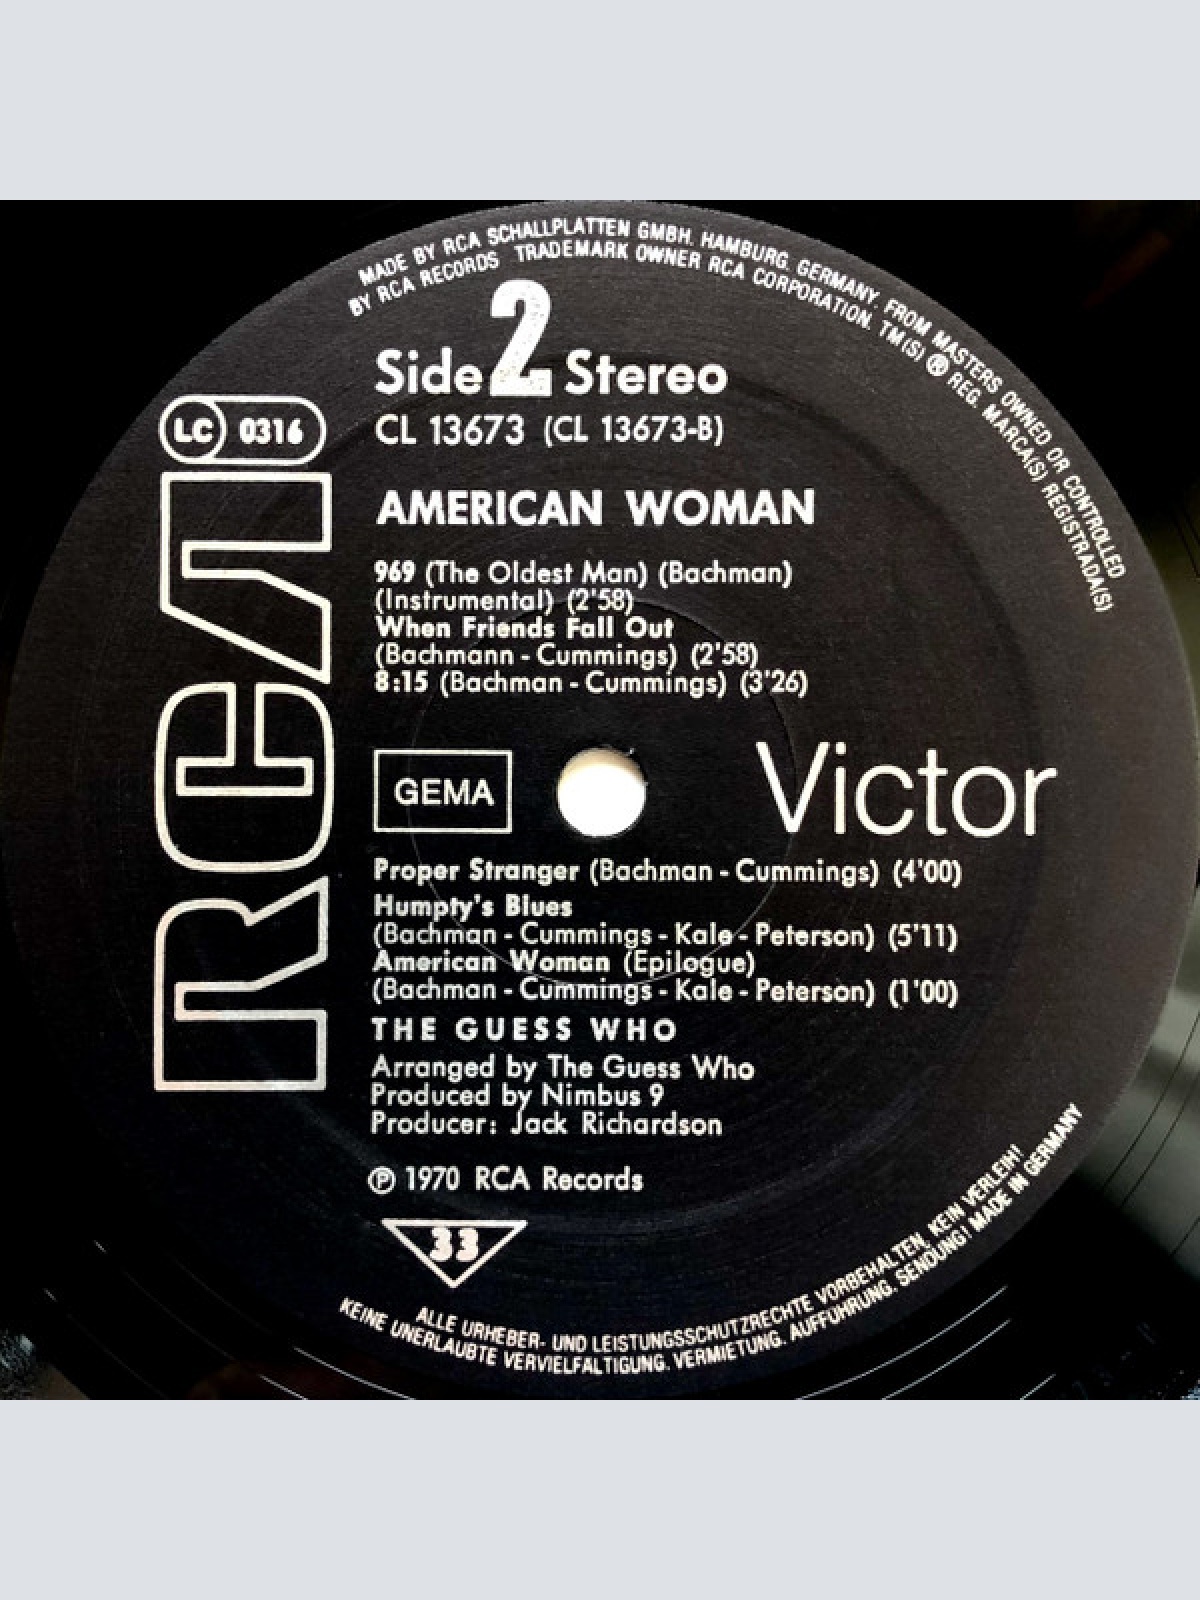 MADE BY RCA SCHALLPLATTEN GMBH. HAMBURG. GERMANY. FROM MASTERS OWNED OR CONTROLLED
BY RCA RECORDS TRADEMARK OWNER RCA CORPORATION. TM(S) ® REG. MARCA(S) REGISTRADA(S)
Side 2 Stereo
CL 13673 (CL 13673-B)
LC 0316
RCA
AMERICAN WOMAN
969 (The Oldest Man) (Bachman)
(Instrumental) (2'58)
When Friends Fall Out
(Bachmann - Cummings) (2'58)
8:15 (Bachman - Cummings) (3'26)
GEMA
Victor
Proper Stranger (Bachman - Cummings) (4'00)
Humpty's Blues
(Bachman - Cummings - Kale - Peterson) (5'11)
American Woman (Epilogue)
(Bachman - Cummings - Kale - Peterson) (1'00)
THE GUESS WHO
Arranged by The Guess Who
Produced by Nimbus 9
Producer: Jack Richardson
℗ 1970 RCA Records
33
ALLE URHEBER- UND LEISTUNGSSCHUTZRECHTE VORBEHALTEN, KEIN VERLEIH!
KEINE UNERLAUBTE VERVIELFÄLTIGUNG. VERMIETUNG. AUFFÜHRUNG. SENDUNG! MADE IN GERMANY